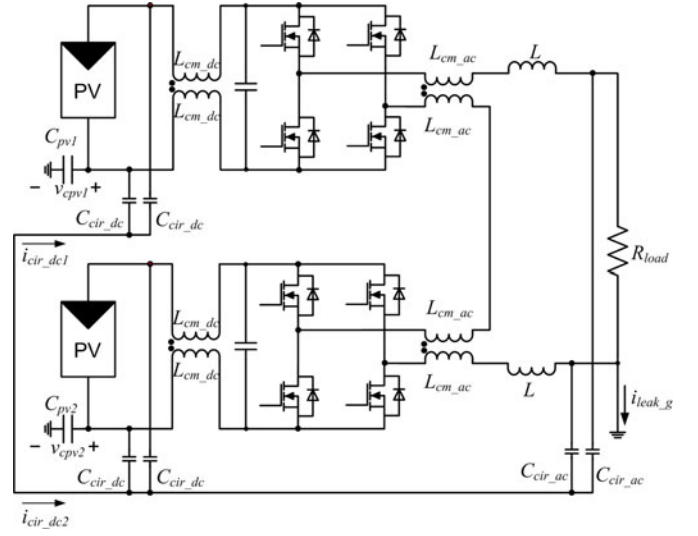 L_cm_dc
L_cm_ac
L
PV
L_cm_dc
L_cm_ac
C_pv1
- v_cpv1 +
C_cir_dc C_cir_dc
R_load
i_cir_dc1
L_cm_dc
L_cm_ac
PV
L_cm_dc
L_cm_ac
L
C_pv2
i_leak_g
- v_cpv2 +
C_cir_dc C_cir_dc
C_cir_ac C_cir_ac
i_cir_dc2